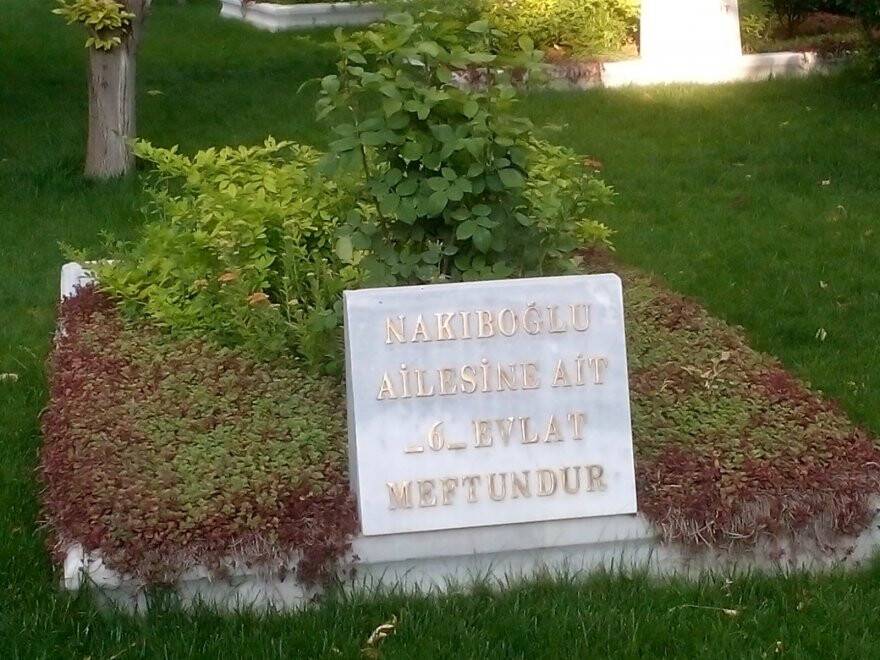 NAKIBOĞLU
AİLESİNE AİT
_6_ EVLAT
MEFTUNDUR